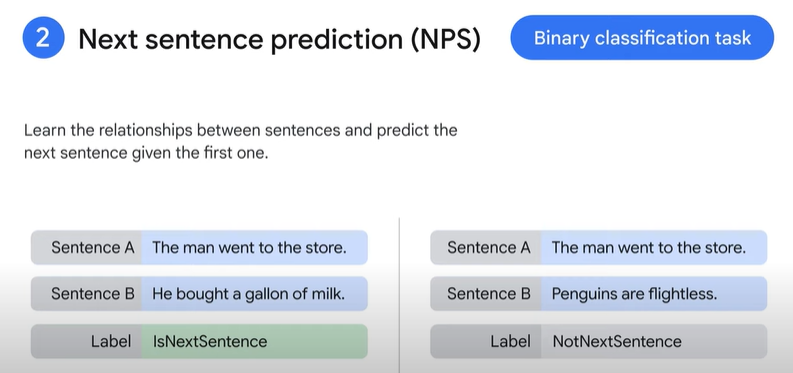 2 Next sentence prediction (NPS)
Binary classification task
Learn the relationships between sentences and predict the
next sentence given the first one.
Sentence A The man went to the store.
Sentence B He bought a gallon of milk.
Label IsNextSentence
Sentence A The man went to the store.
Sentence B Penguins are flightless.
Label NotNextSentence